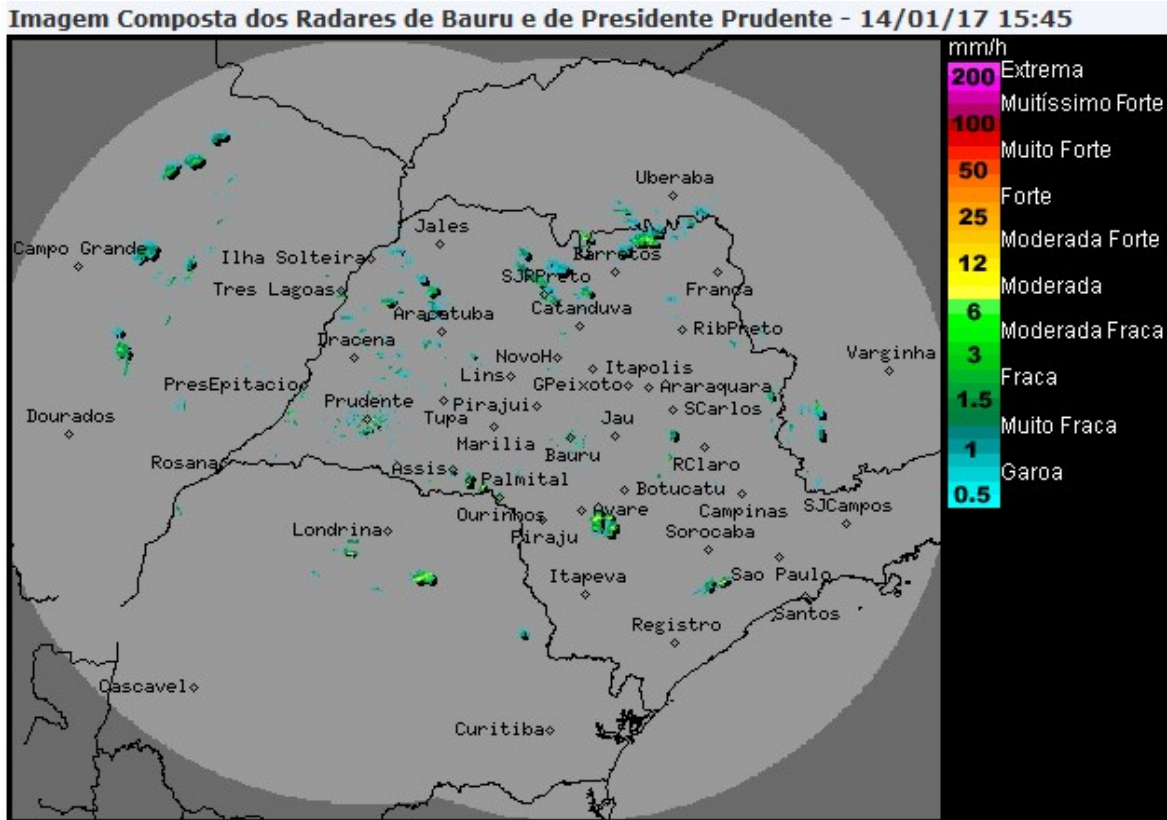 Imagem Composta dos Radares de Bauru e de Presidente Prudente - 14/01/17 15:45
mm/h
200 Extrema
Muitíssimo Forte
100
Muito Forte
50
Forte
25
Moderada Forte
12
Moderada
6
Moderada Fraca
3
Fraca
1.5
Muito Fraca
1
Garoa
0.5
Uberaba
Jales
Campo Grande
Ilha Solteira
Barretos
SJRPreto
Tres Lagoas
Franca
Aracatuba
Catanduva
RibPreto
Dracena
NovoH
Varginha
Lins
Itapolis
PresEpitacio
GPeixoto
Araraquara
Prudente
Tupa
Pirajui
SCarlos
Dourados
Jau
Marilia
Bauru
Rosana
Assis
RClaro
Palmital
Botucatu
Ourinhos
Avare
Campinas
SJCampos
Londrina
Piraju
Sorocaba
Itapeva
Sao Paulo
Santos
Registro
Cascavel
Curitiba